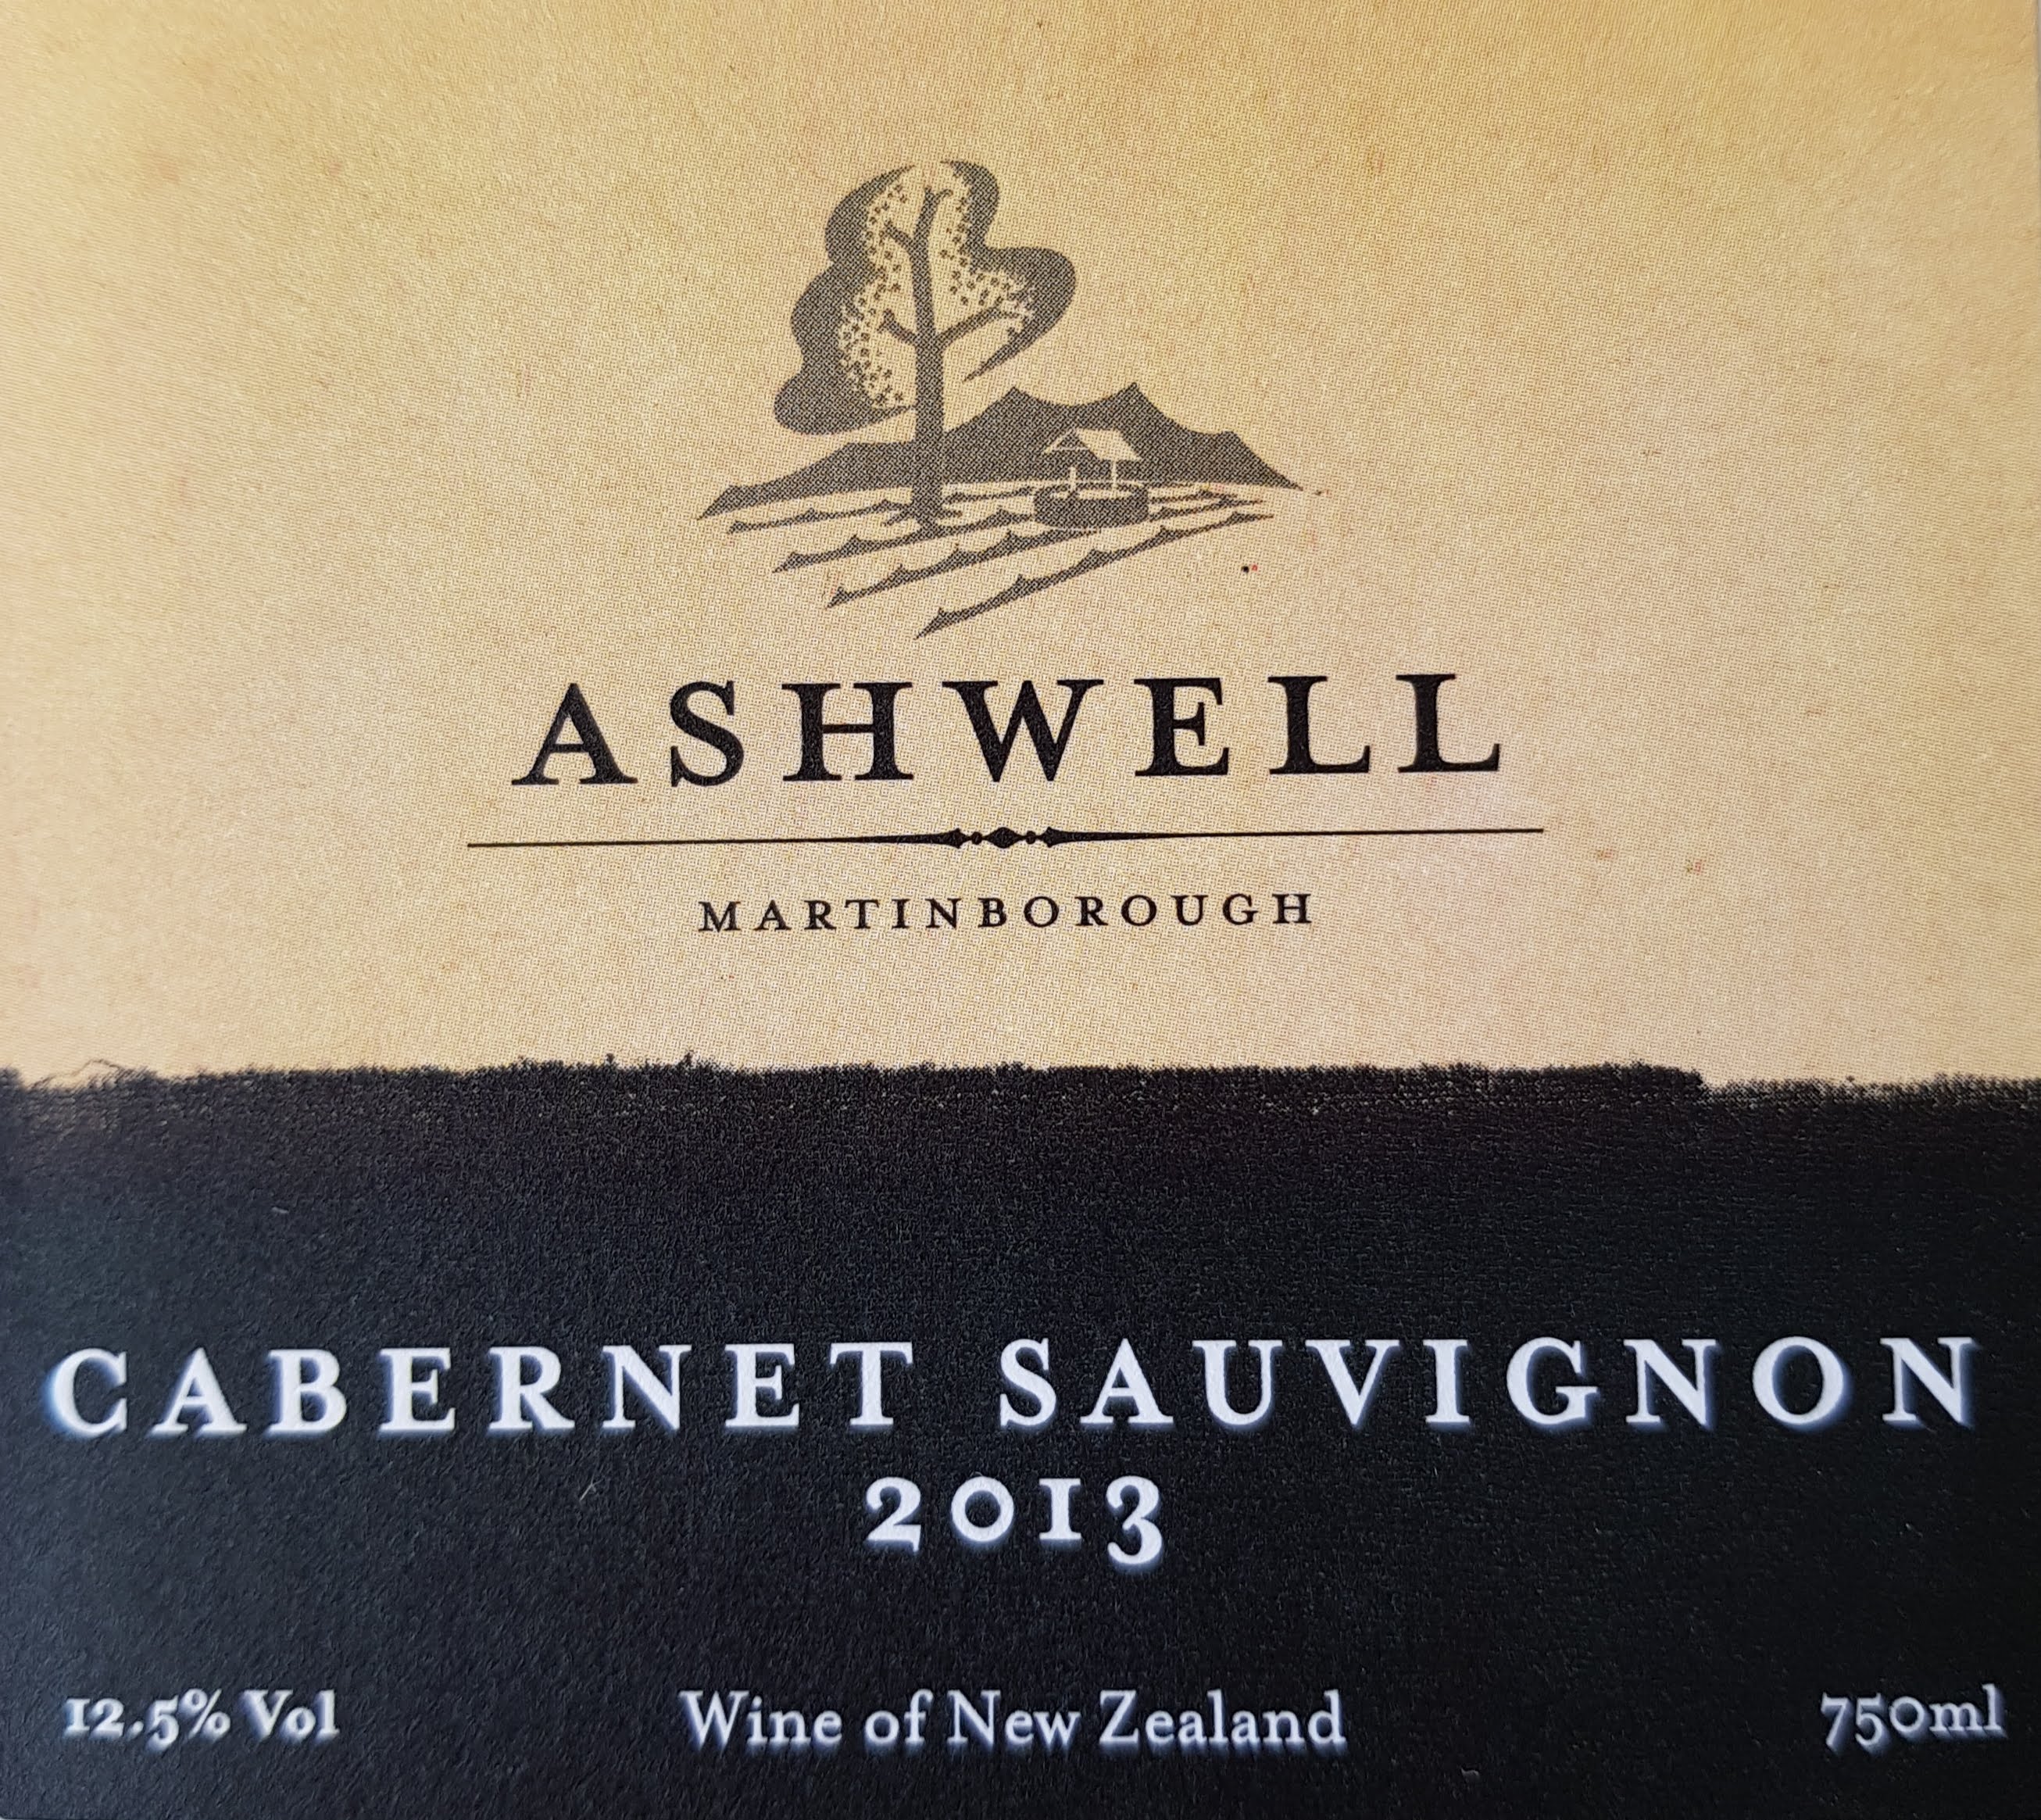 ASHWELL
MARTINBOROUGH
CABERNET SAUVIGNON
2013
12.5% Vol Wine of New Zealand 750ml